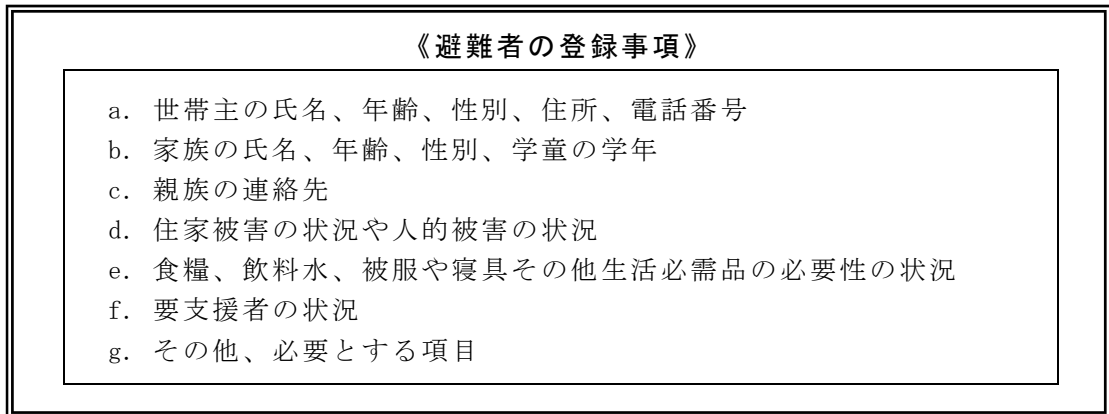 《避難者の登録事項》
a. 世帯主の氏名、年齢、性別、住所、電話番号
b. 家族の氏名、年齢、性別、学童の学年
c. 親族の連絡先
d. 住家被害の状況や人的被害の状況
e. 食糧、飲料水、被服や寝具その他生活必需品の必要性の状況
f. 要支援者の状況
g. その他、必要とする項目